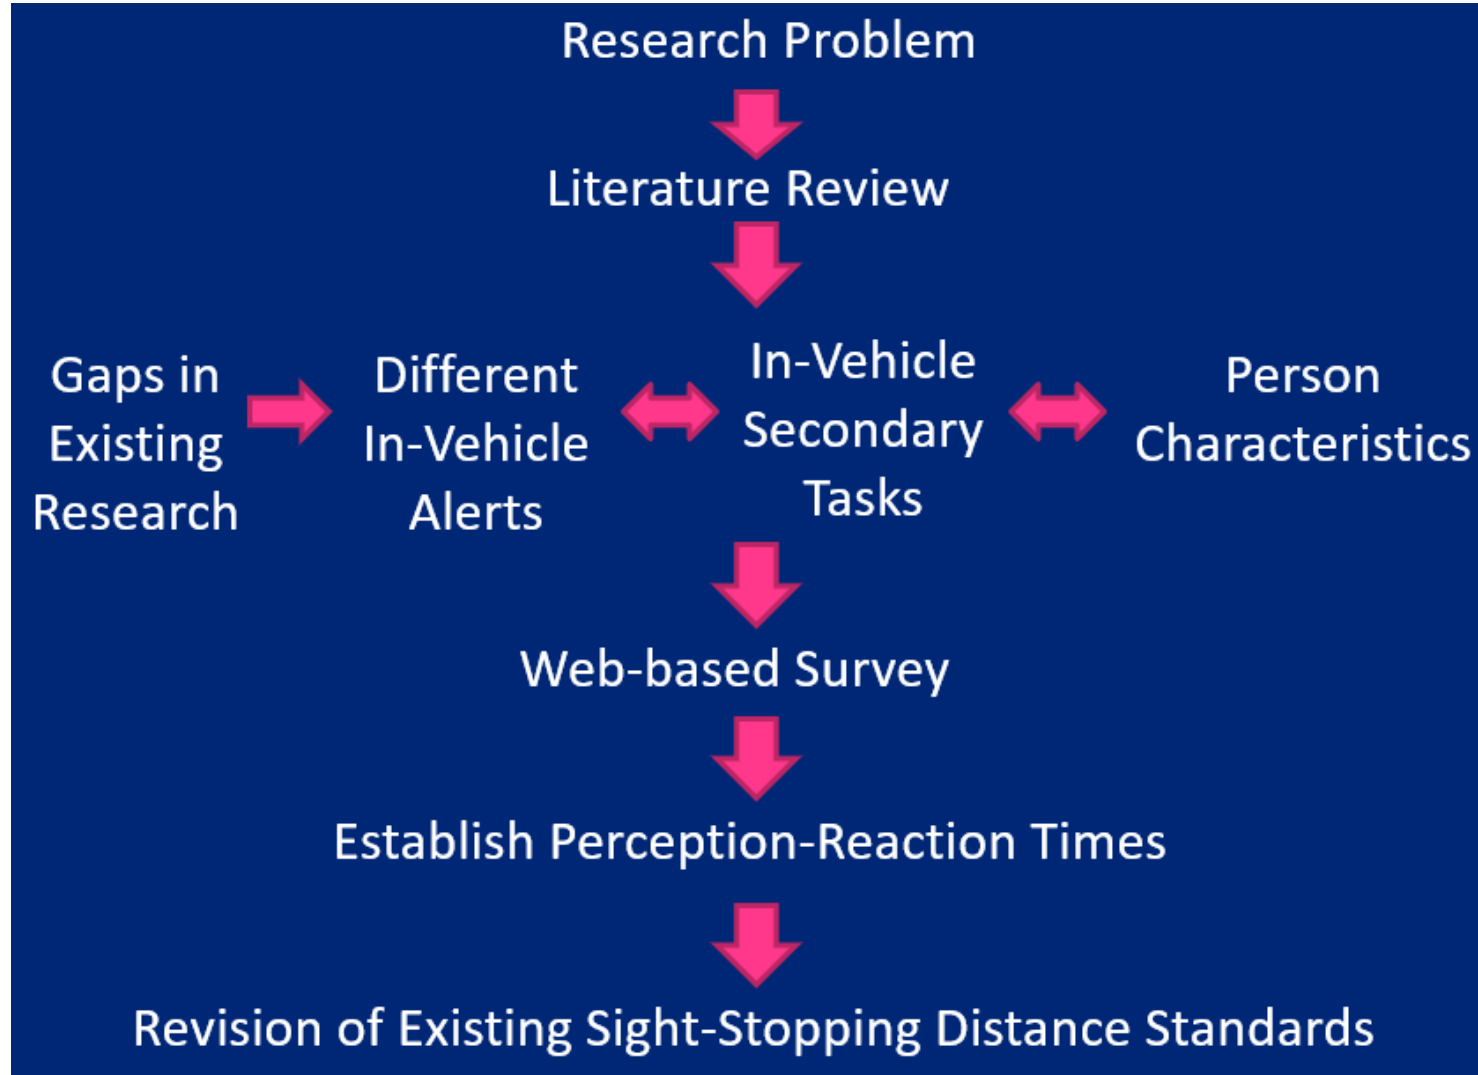 Research Problem
Literature Review
Gaps in
Existing
Research
Different
In-Vehicle
Alerts
In-Vehicle
Secondary
Tasks
Person
Characteristics
Web-based Survey
Establish Perception-Reaction Times
Revision of Existing Sight-Stopping Distance Standards